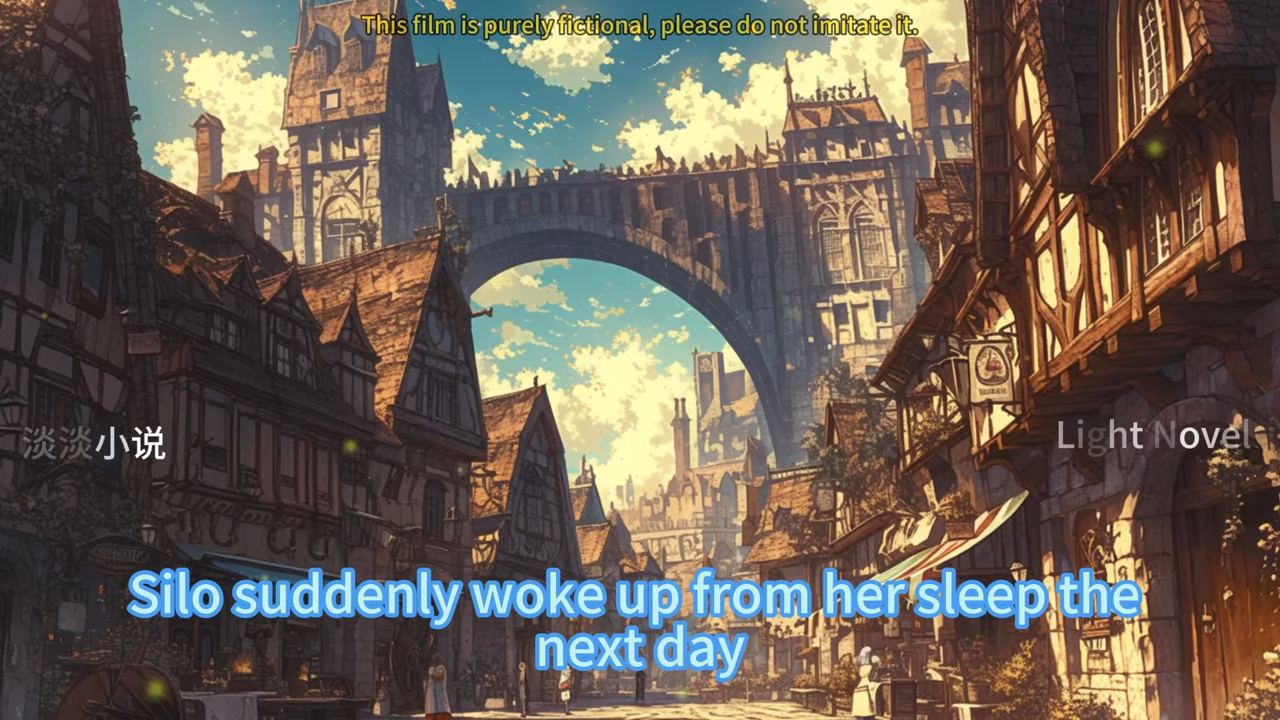 This film is purely fictional, please do not imitate it.
淡淡小说
Light Novel
Silo suddenly woke up from her sleep the
next day